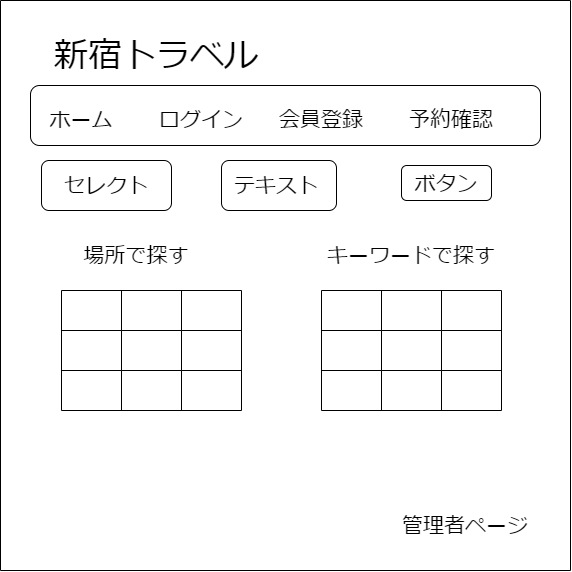 新宿トラベル
ホーム ログイン 会員登録 予約確認
セレクト テキスト ボタン
場所で探す キーワードで探す
管理者ページ